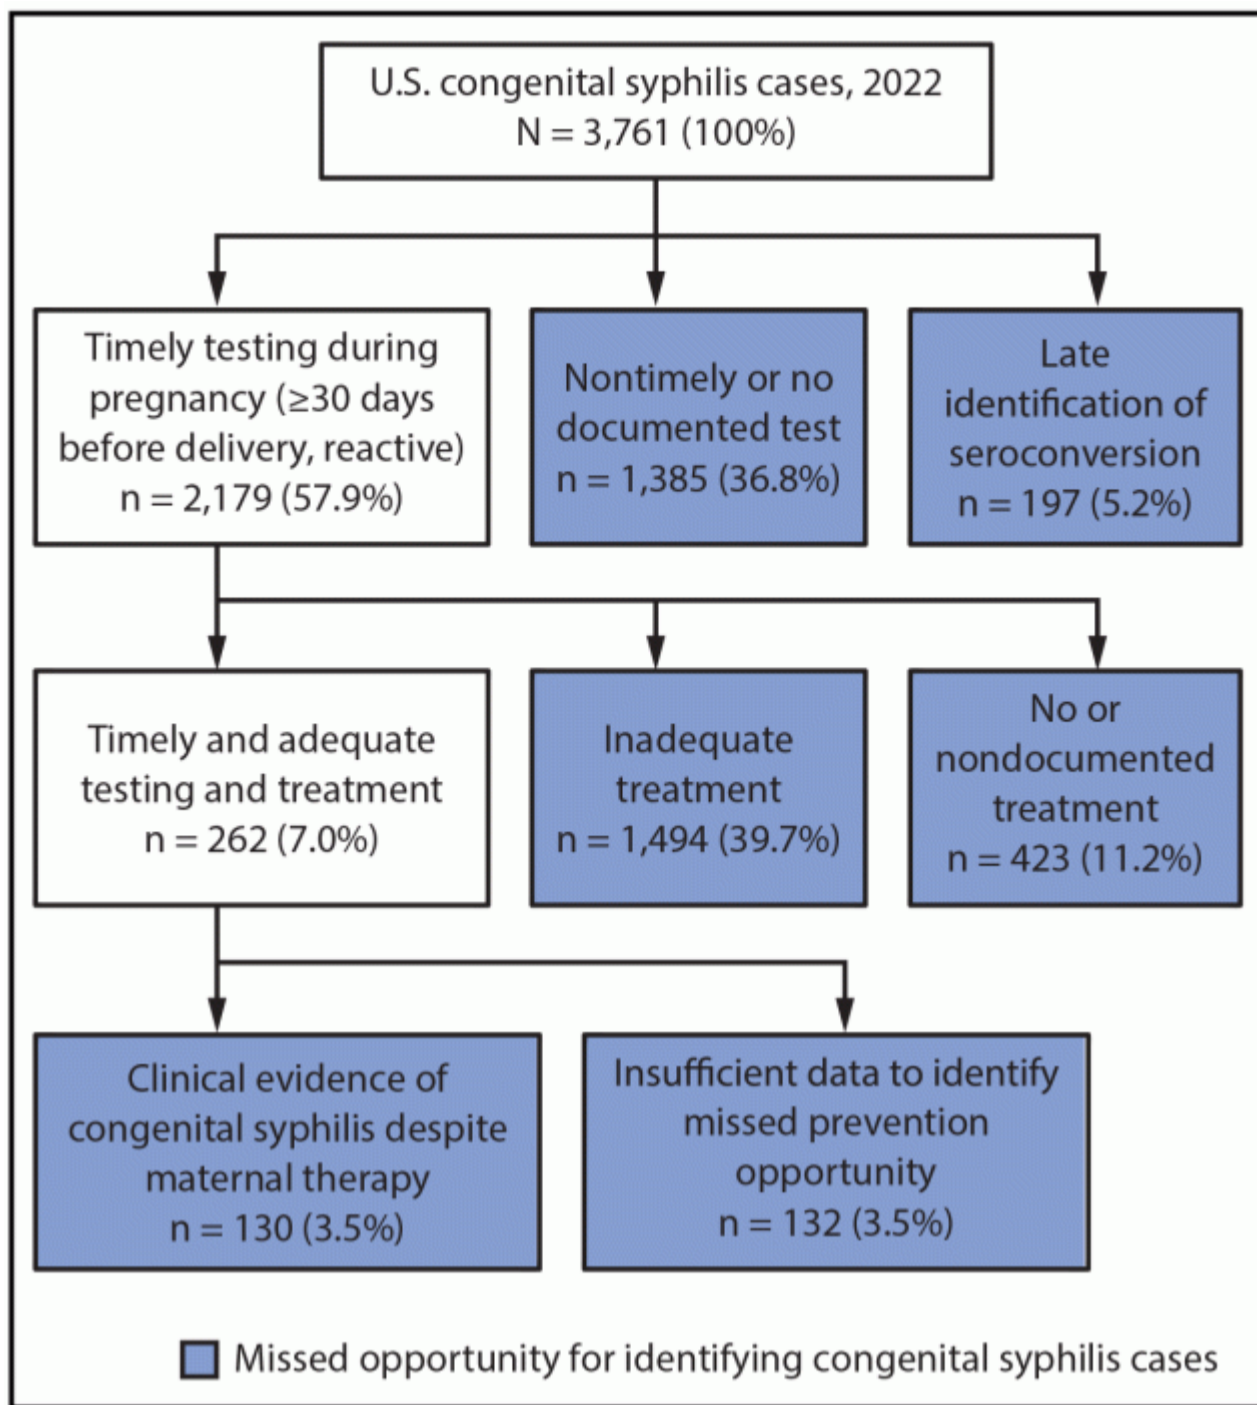 U.S. congenital syphilis cases, 2022
N = 3,761 (100%)
Timely testing during
pregnancy (≥30 days
before delivery, reactive)
n = 2,179 (57.9%)
Nontimely or no
documented test
n = 1,385 (36.8%)
Late
identification of
seroconversion
n = 197 (5.2%)
Timely and adequate
testing and treatment
n = 262 (7.0%)
Inadequate
treatment
n = 1,494 (39.7%)
No or
nondocumented
treatment
n = 423 (11.2%)
Clinical evidence of
congenital syphilis despite
maternal therapy
n = 130 (3.5%)
Insufficient data to identify
missed prevention
opportunity
n = 132 (3.5%)
Missed opportunity for identifying congenital syphilis cases